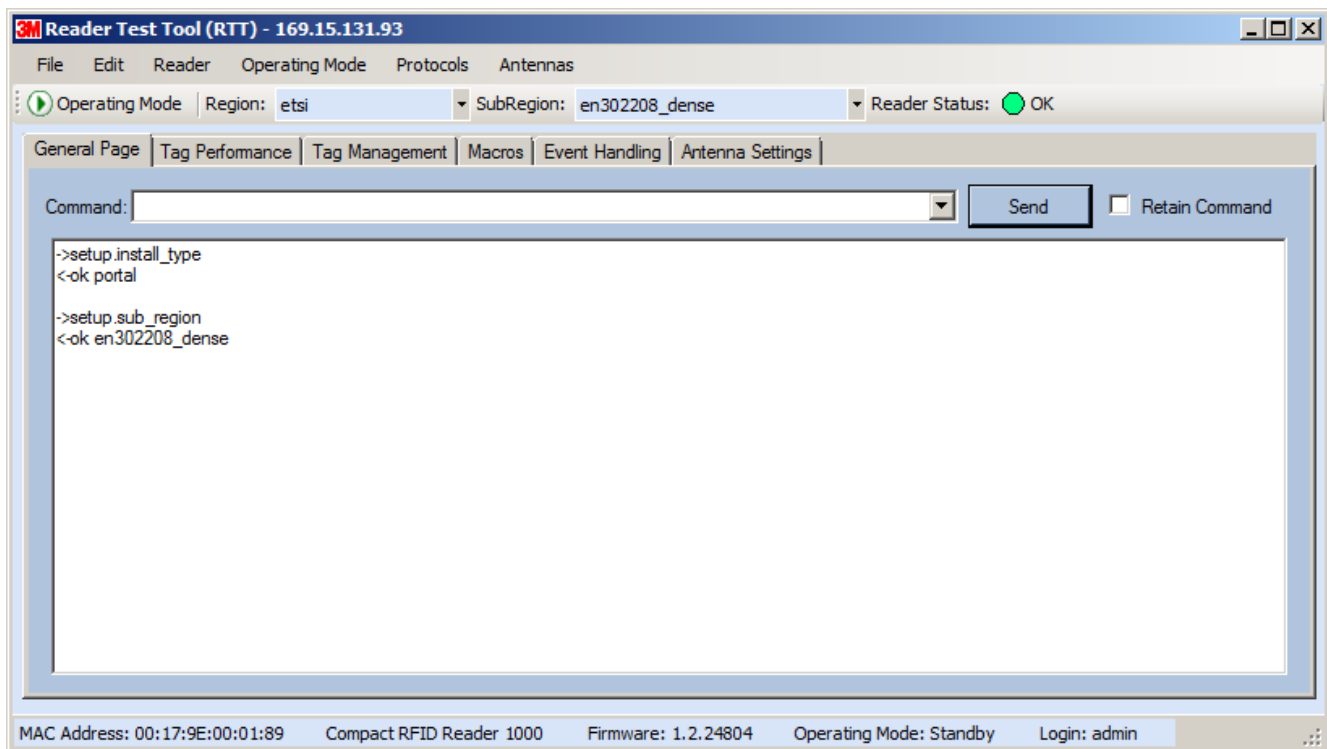 3M Reader Test Tool (RTT) - 169.15.131.93
File Edit Reader Operating Mode Protocols Antennas
Operating Mode Region: etsi SubRegion: en302208_dense Reader Status: OK
General Page Tag Performance Tag Management Macros Event Handling Antenna Settings
Command: Send Retain Command
->setup.install_type
<-ok portal
->setup.sub_region
<-ok en302208_dense
MAC Address: 00:17:9E:00:01:89 Compact RFID Reader 1000 Firmware: 1.2.24804 Operating Mode: Standby Login: admin